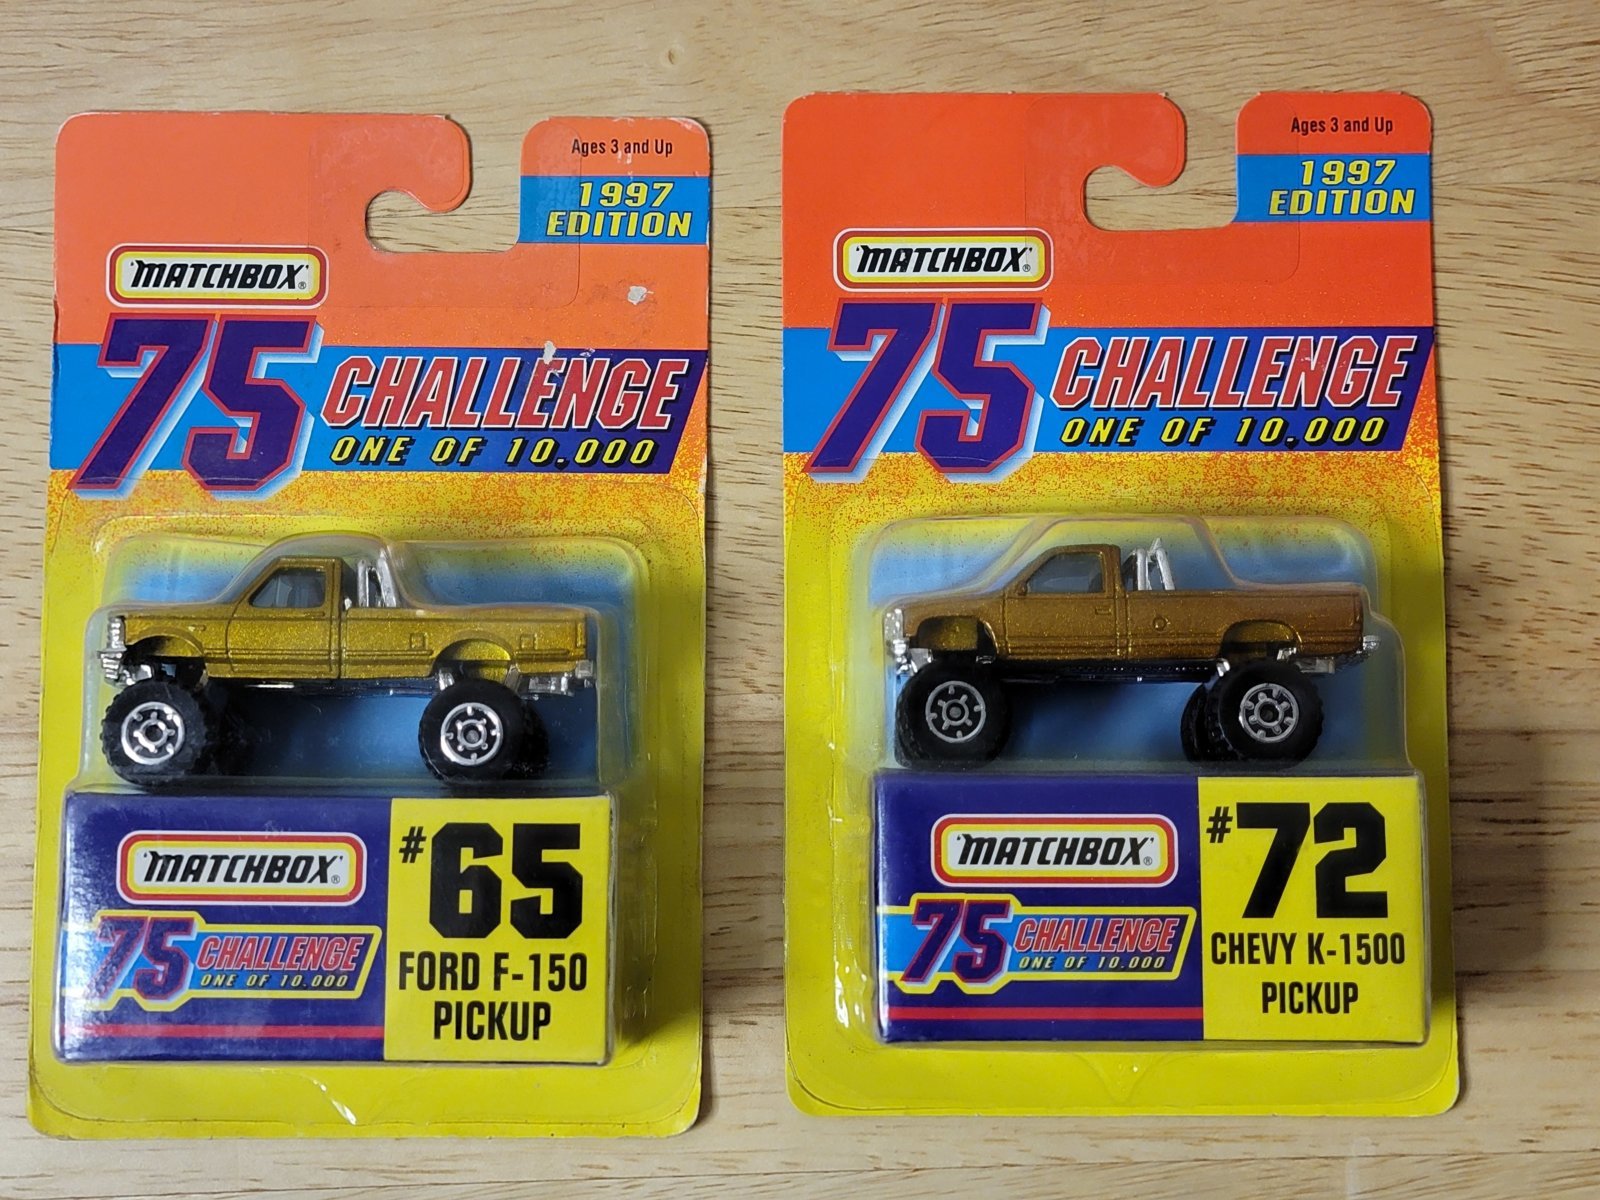 Ages 3 and Up
1997
EDITION
'MATCHBOX'®
75 CHALLENGE
ONE OF 10,000
'MATCHBOX'®
75 CHALLENGE
ONE OF 10,000
#65
FORD F-150
PICKUP
Ages 3 and Up
1997
EDITION
'MATCHBOX'®
75 CHALLENGE
ONE OF 10,000
'MATCHBOX'®
75 CHALLENGE
ONE OF 10,000
#72
CHEVY K-1500
PICKUP